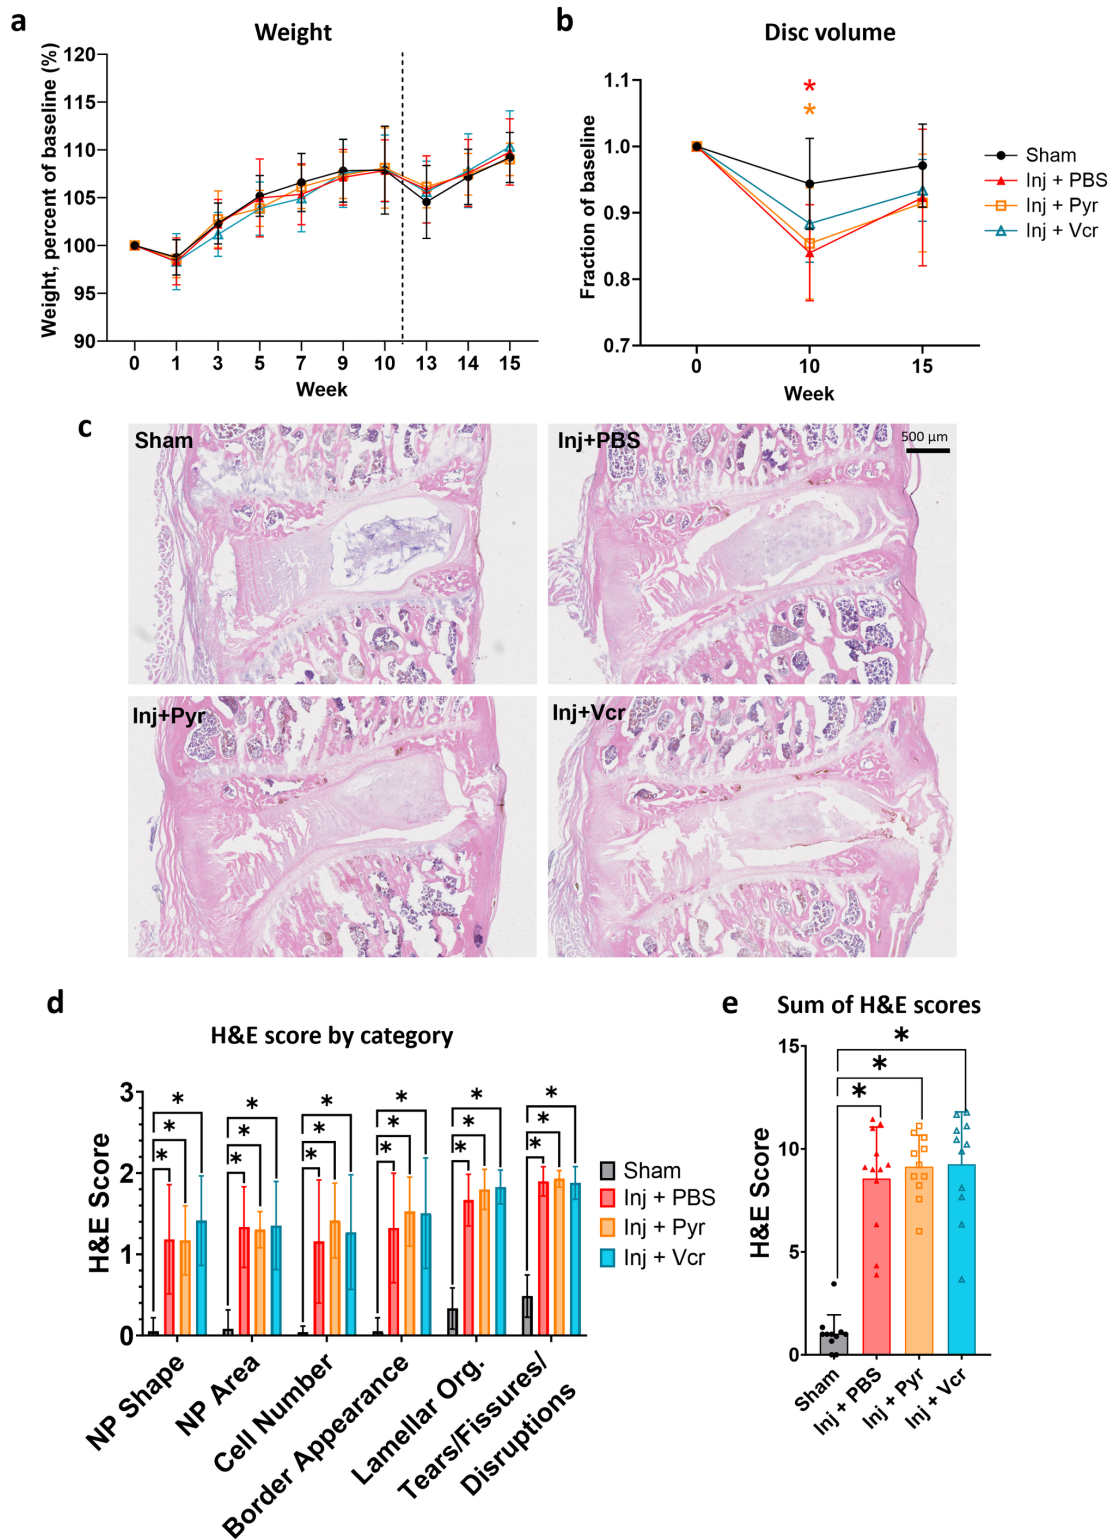 a
Weight
Weight, percent of baseline (%)
120
115
110
105
100
95
90
0 1 3 5 7 9 10 13 14 15
Week
b
Disc volume
Fraction of baseline
1.1
1.0
0.9
0.8
0.7
*
*
0 10 15
Week
Sham
Inj + PBS
Inj + Pyr
Inj + Vcr
c
Sham
Inj+PBS
500 µm
Inj+Pyr
Inj+Vcr
d
H&E score by category
H&E Score
3
2
1
0
* * * * * *
* * * * * *
* * * * * *
NP Shape
NP Area
Cell Number
Border Appearance
Lamellar Org.
Tears/Fissures/
Disruptions
Sham
Inj + PBS
Inj + Pyr
Inj + Vcr
e
Sum of H&E scores
H&E Score
15
10
5
0
*
*
*
Sham
Inj + PBS
Inj + Pyr
Inj + Vcr